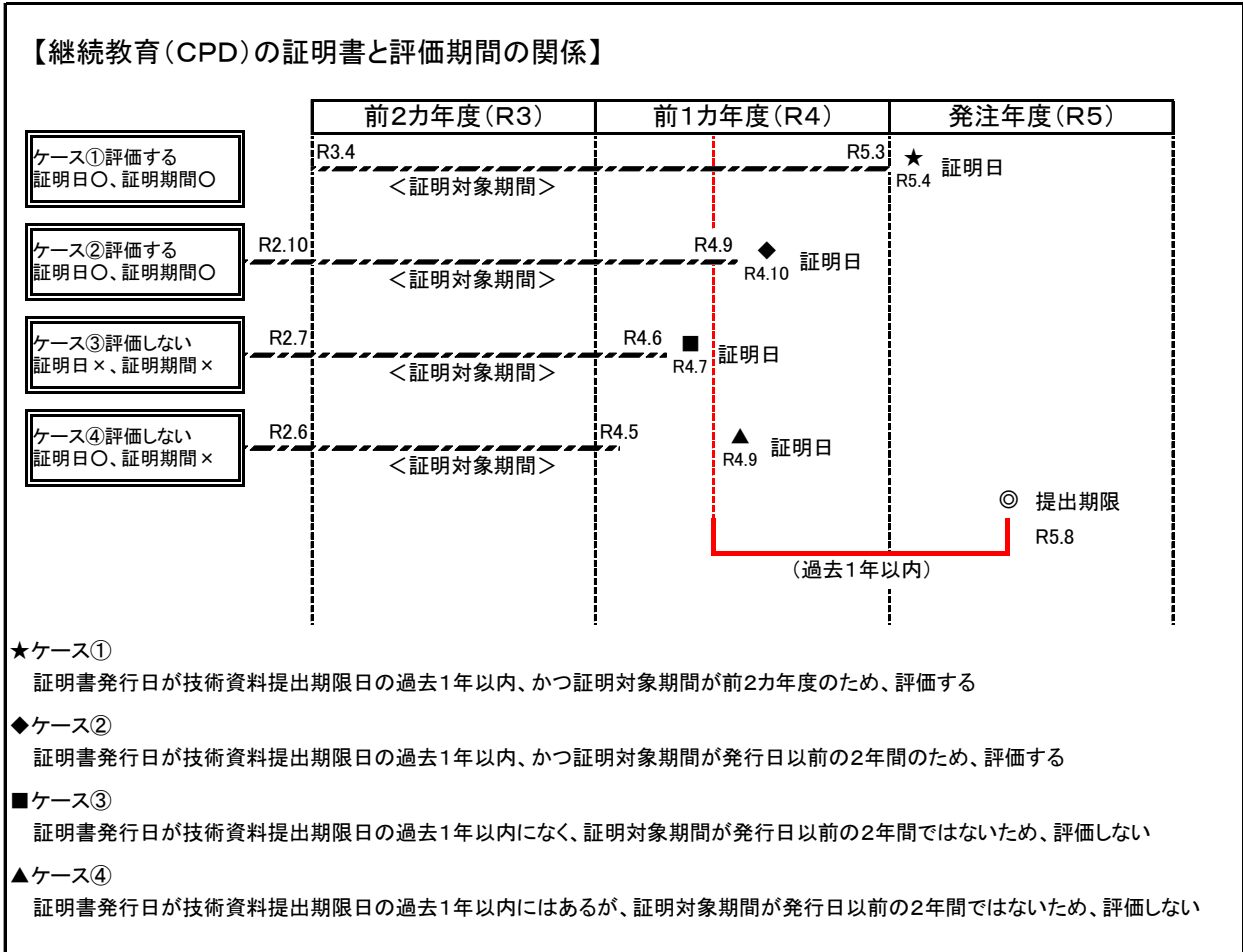 【継続教育(CPD)の証明書と評価期間の関係】
前2カ年度(R3)
前1カ年度(R4)
発注年度(R5)
ケース①評価する
証明日〇、証明期間〇
R3.4
R5.3
★
証明日
R5.4
<証明対象期間>
ケース②評価する
証明日〇、証明期間〇
R2.10
R4.9
◆
証明日
R4.10
<証明対象期間>
ケース③評価しない
証明日×、証明期間×
R2.7
R4.6
■
証明日
R4.7
<証明対象期間>
ケース④評価しない
証明日〇、証明期間×
R2.6
R4.5
▲
証明日
R4.9
<証明対象期間>
◎ 提出期限
R5.8
(過去1年以内)
★ケース①
証明書発行日が技術資料提出期限日の過去1年以内、かつ証明対象期間が前2カ年度のため、評価する
◆ケース②
証明書発行日が技術資料提出期限日の過去1年以内、かつ証明対象期間が発行日以前の2年間のため、評価する
■ケース③
証明書発行日が技術資料提出期限日の過去1年以内になく、証明対象期間が発行日以前の2年間ではないため、評価しない
▲ケース④
証明書発行日が技術資料提出期限日の過去1年以内にはあるが、証明対象期間が発行日以前の2年間ではないため、評価しない